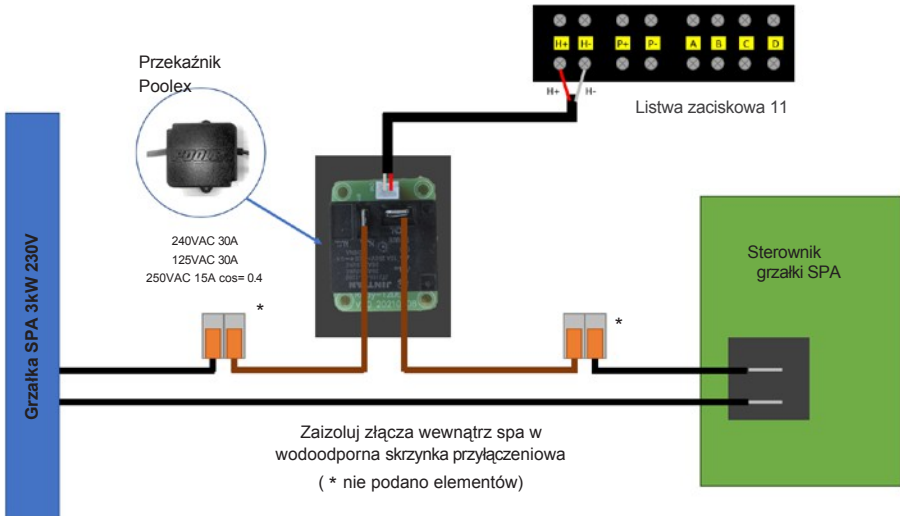 H+ H- P+ P- A B C D
H+ H-
Listwa zaciskowa 11
Przekaźnik
Poolex
POOLEX
240VAC 30A
125VAC 30A
250VAC 15A cos= 0.4
Grzałka SPA 3kW 230V
*
*
Sterownik
grzałki SPA
Zaizoluj złącza wewnątrz spa w
wodoodporna skrzynka przyłączeniowa
( * nie podano elementów)